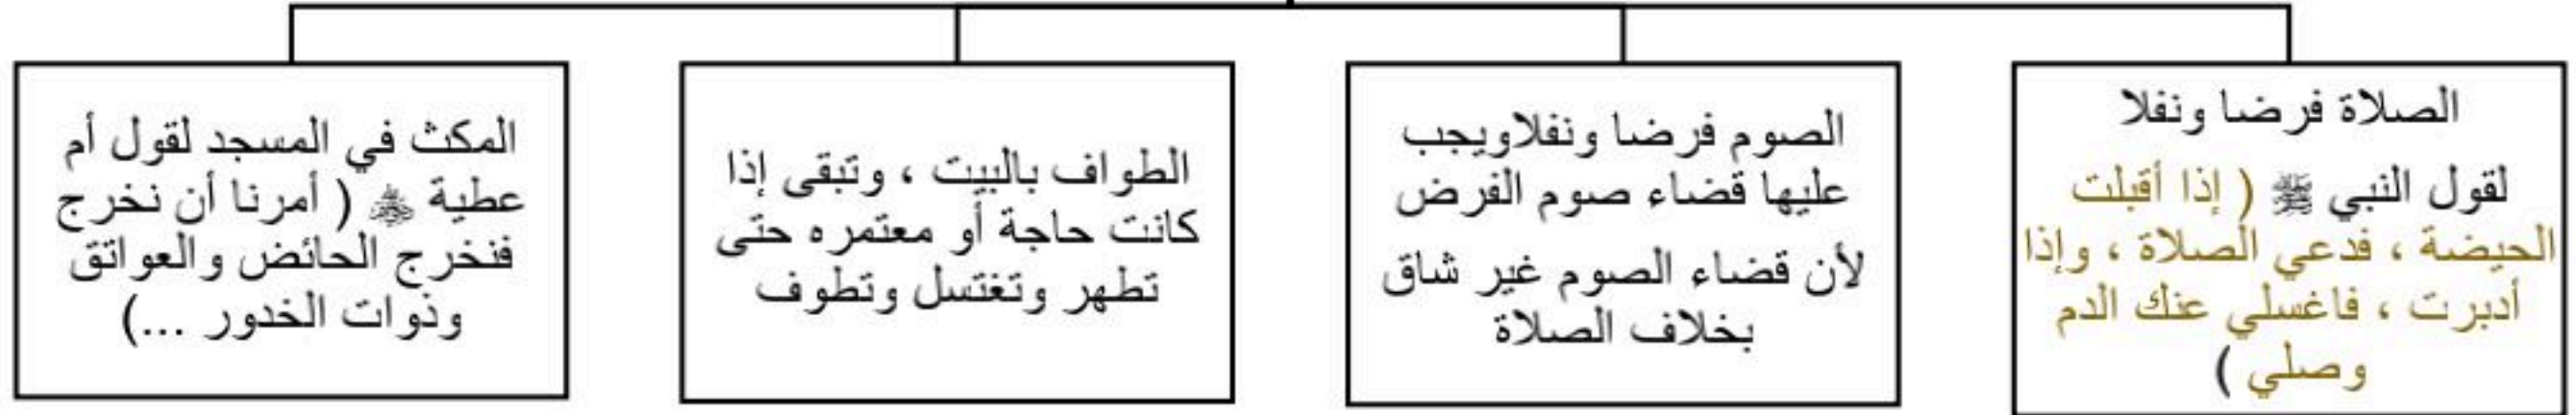 الصلاة فرضا ونفلا
لقول النبي ﷺ ( إذا أقبلت
الحيضة ، فدعي الصلاة ، وإذا
أدبرت ، فاغسلي عنك الدم
وصلي )
الصوم فرضا ونفلاويجب
عليها قضاء صوم الفرض
لأن قضاء الصوم غير شاق
بخلاف الصلاة
الطواف بالبيت ، وتبقى إذا
كانت حاجة أو معتمره حتى
تطهر وتغتسل وتطوف
المكث في المسجد لقول أم
عطية ( أمرنا أن نخرج
فنخرج الحائض والعواتق
وذوات الخدور ...)